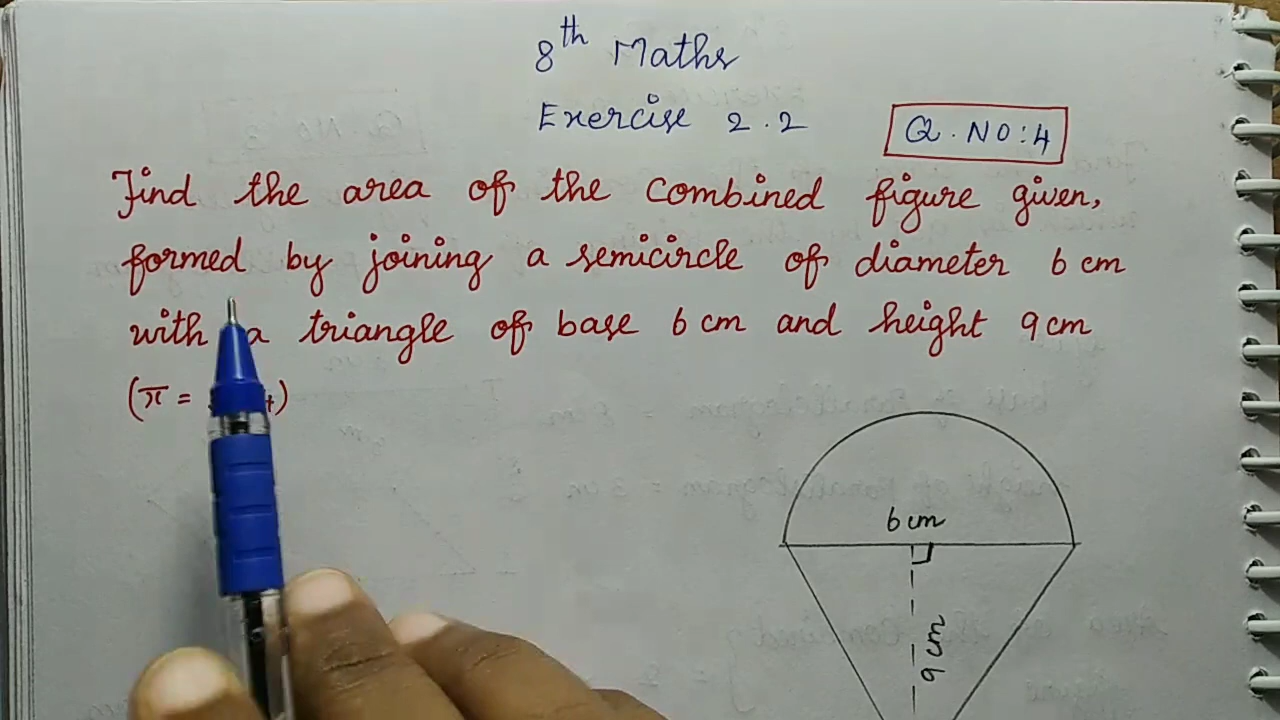 8th Maths
Exercise 2.2
Q.NO:4
Find the area of the combined figure given,
formed by joining a semicircle of diameter 6 cm
with a triangle of base 6 cm and height 9 cm
(π =
6 cm
9 cm